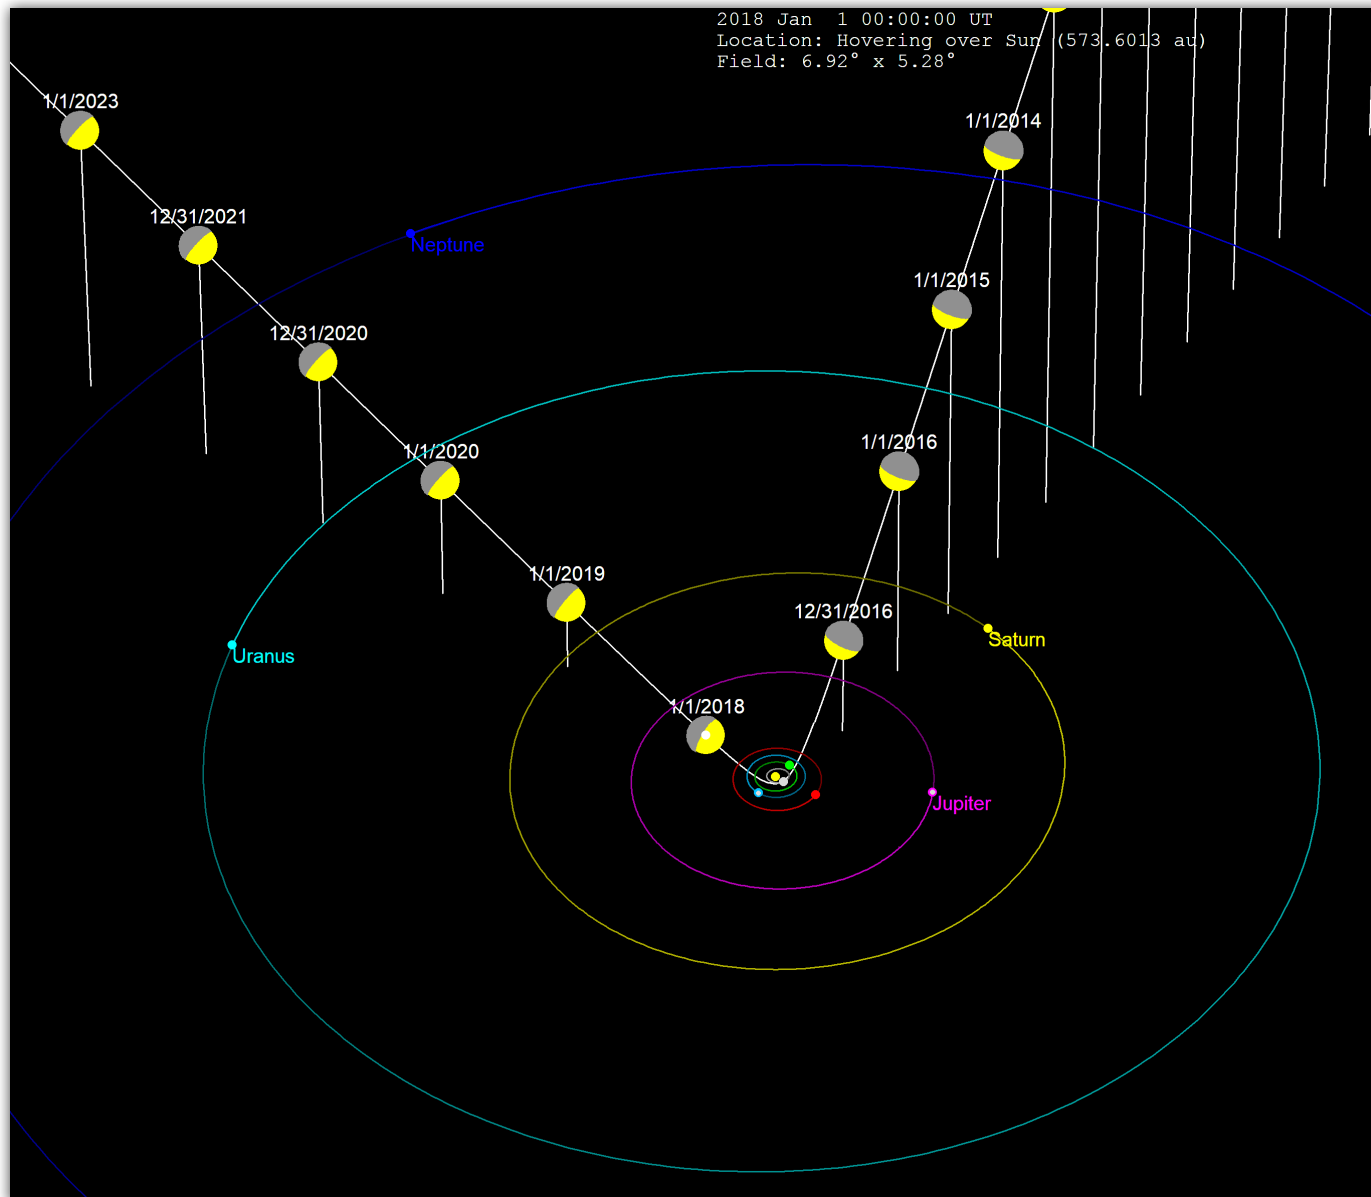 2018 Jan  1 00:00:00 UT
Location: Hovering over Sun (573.6013 au)
Field: 6.92° x 5.28°
1/1/2023
1/1/2014
12/31/2021
Neptune
1/1/2015
12/31/2020
1/1/2016
1/1/2020
1/1/2019
12/31/2016
Saturn
Uranus
1/1/2018
Jupiter